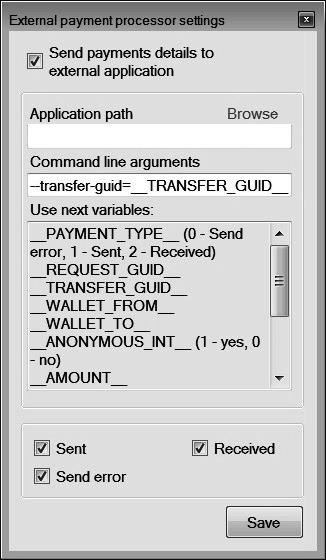 External payment processor settings
Send payments details to
external application
Application path Browse
Command line arguments
--transfer-guid=__TRANSFER_GUID__
Use next variables:
__PAYMENT_TYPE__ (0 - Send
error, 1 - Sent, 2 - Received)
__REQUEST_GUID__
__TRANSFER_GUID__
__WALLET_FROM__
__WALLET_TO__
__ANONYMOUS_INT__ (1 - yes, 0
- no)
__AMOUNT__
Sent Received
Send error
Save